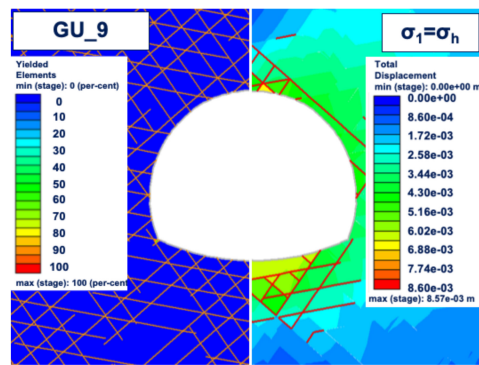 GU_9
Yielded
Elements
min (stage): 0 (per-cent)
0
10
20
30
40
50
60
70
80
90
100
max (stage): 100 (per-cent
σ₁=σₕ
Total
Displacement
min (stage): 0.00e+00 m
0.00e+00
8.60e-04
1.72e-03
2.58e-03
3.44e-03
4.30e-03
5.16e-03
6.02e-03
6.88e-03
7.74e-03
8.60e-03
max (stage): 8.57e-03 m